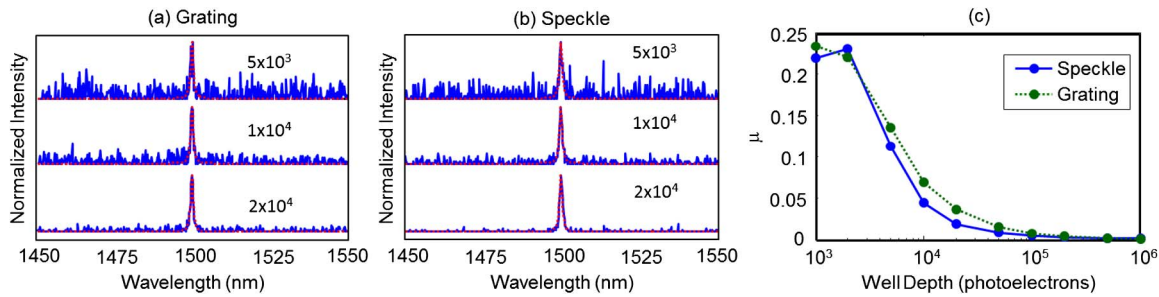 (a) Grating
Normalized Intensity
5x10³
1x10⁴
2x10⁴
1450 1475 1500 1525 1550
Wavelength (nm)
(b) Speckle
Normalized Intensity
5x10³
1x10⁴
2x10⁴
1450 1475 1500 1525 1550
Wavelength (nm)
(c)
μ
0.25
0.2
0.15
0.1
0.05
0
Speckle
Grating
10³ 10⁴ 10⁵ 10⁶
Well Depth (photoelectrons)